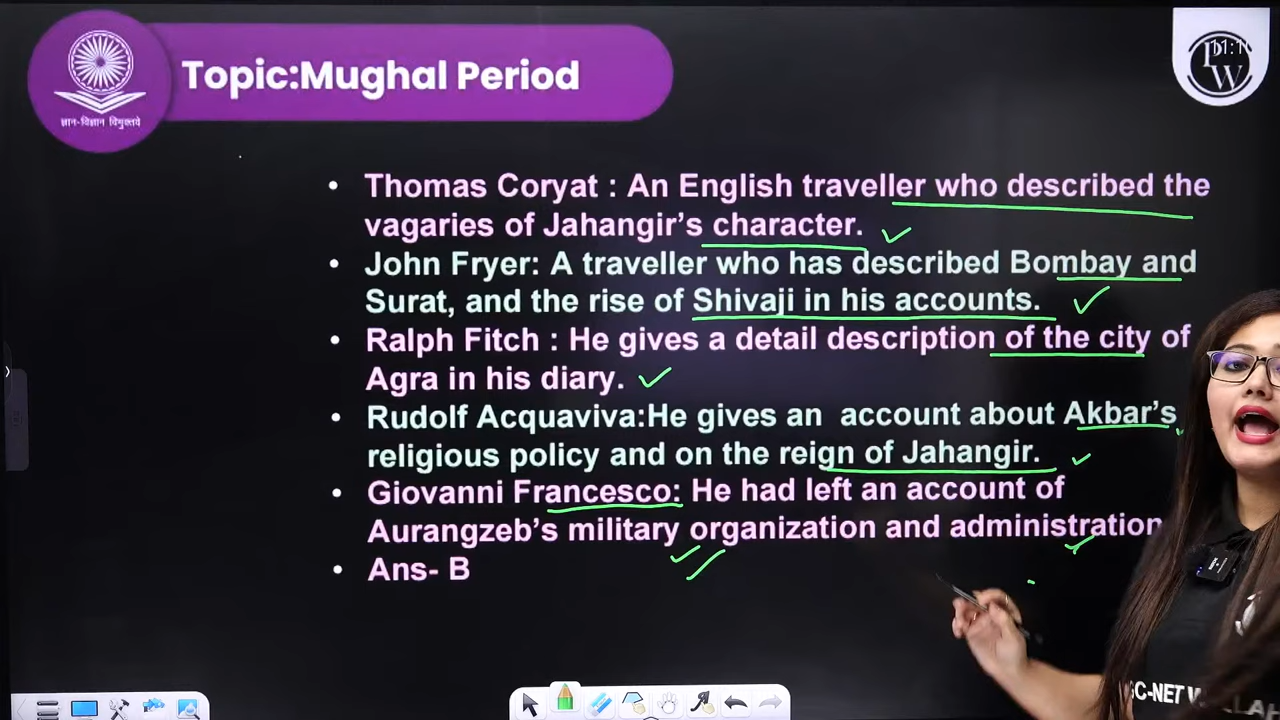 ज्ञान-विज्ञान विमुक्तये
Topic:Mughal Period
11:1
PW
• Thomas Coryat : An English traveller who described the
vagaries of Jahangir's character.
• John Fryer: A traveller who has described Bombay and
Surat, and the rise of Shivaji in his accounts.
• Ralph Fitch : He gives a detail description of the city of
Agra in his diary.
• Rudolf Acquaviva:He gives an account about Akbar's
religious policy and on the reign of Jahangir.
• Giovanni Francesco: He had left an account of
Aurangzeb's military organization and administration
• Ans- B